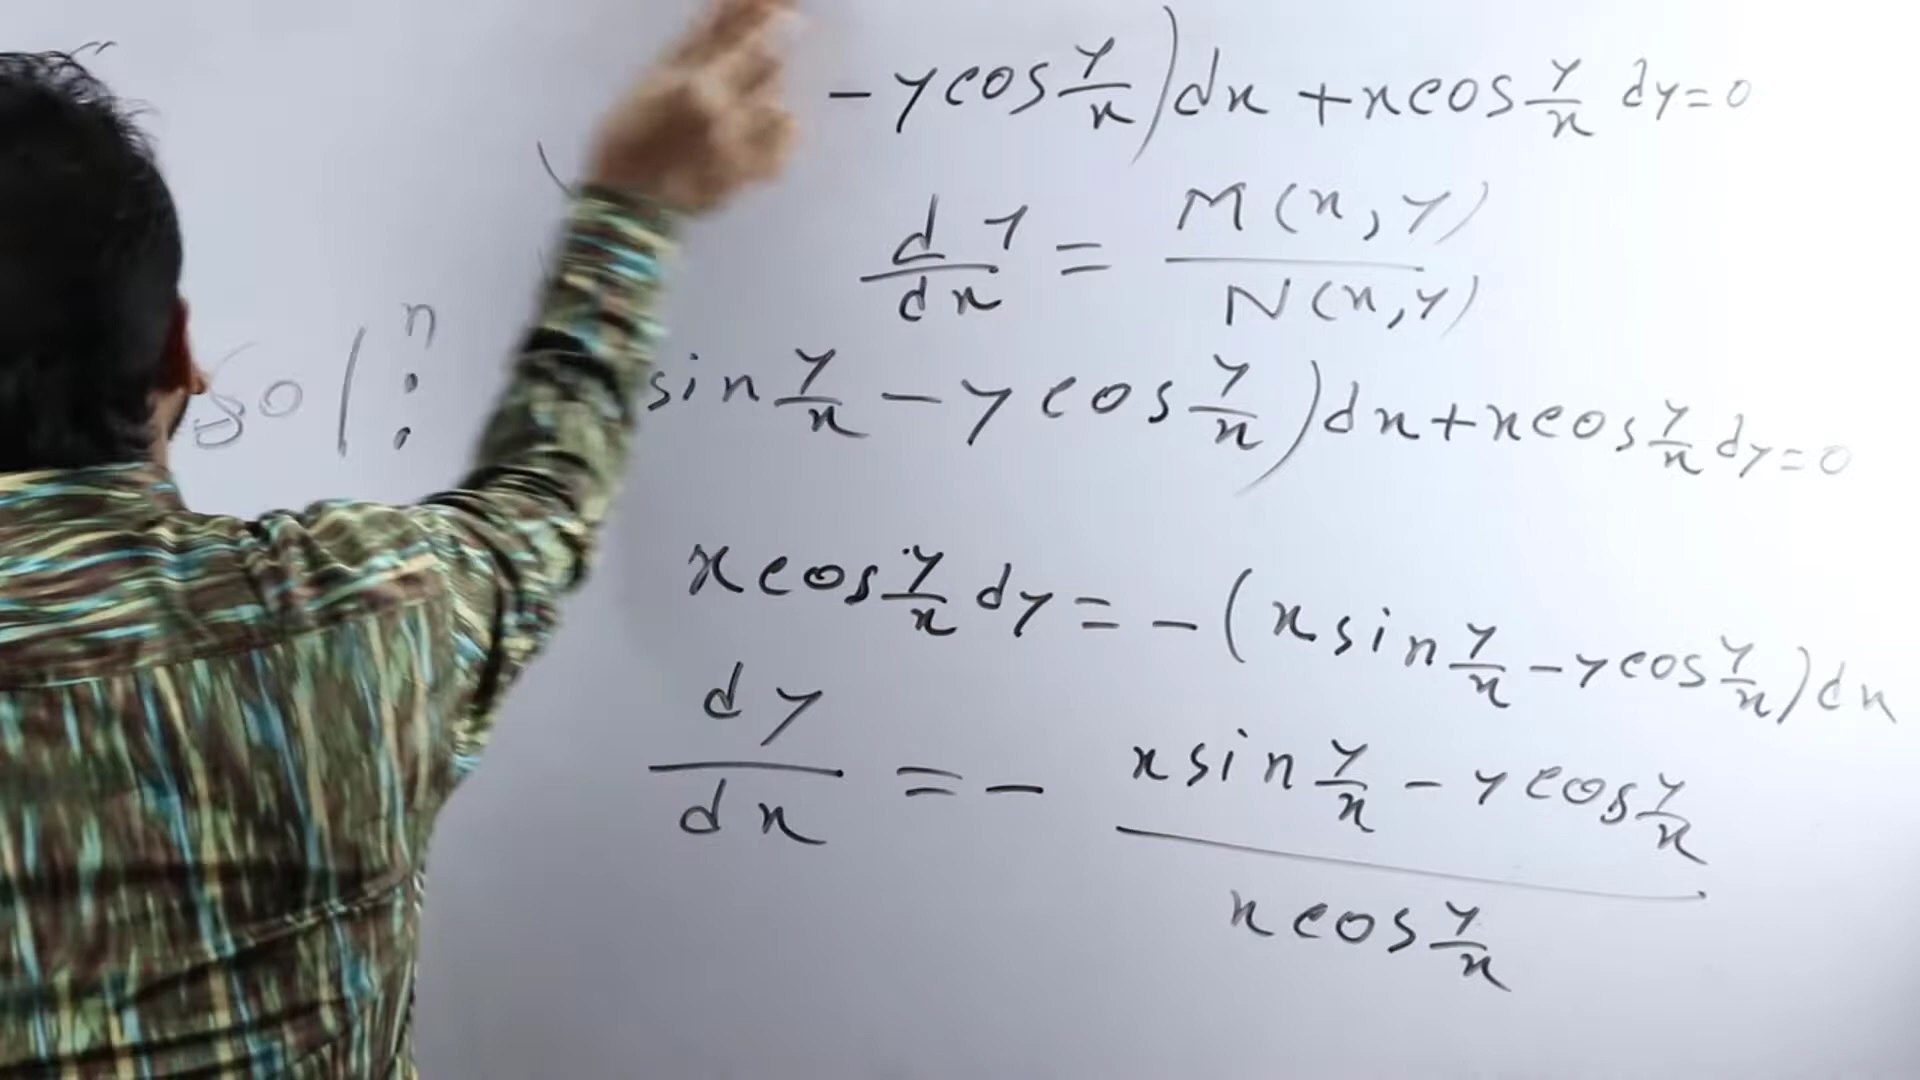 - y cos y/x) dx + x cos y/x dy = 0
dy/dx = M(x, y)/N(x, y)
sol^n : sin y/x - y cos y/x) dx + x cos y/x dy = 0
x cos y/x dy = - (x sin y/x - y cos y/x) dx
dy/dx = - (x sin y/x - y cos y/x)/(x cos y/x)